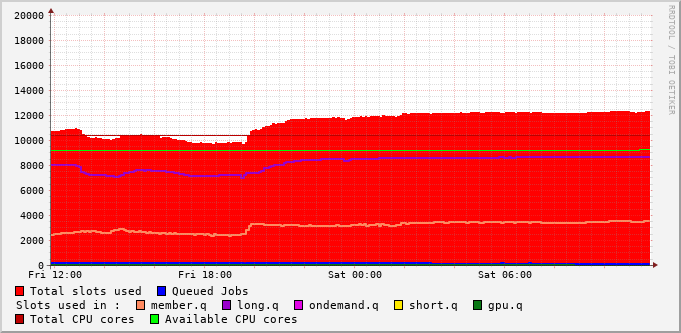 RRDTOOL / TOBI OETIKER
20000
18000
16000
14000
12000
10000
8000
6000
4000
2000
0
Fri 12:00 Fri 18:00 Sat 00:00 Sat 06:00
Total slots used Queued Jobs
Slots used in : member.q long.q ondemand.q short.q gpu.q
Total CPU cores Available CPU cores